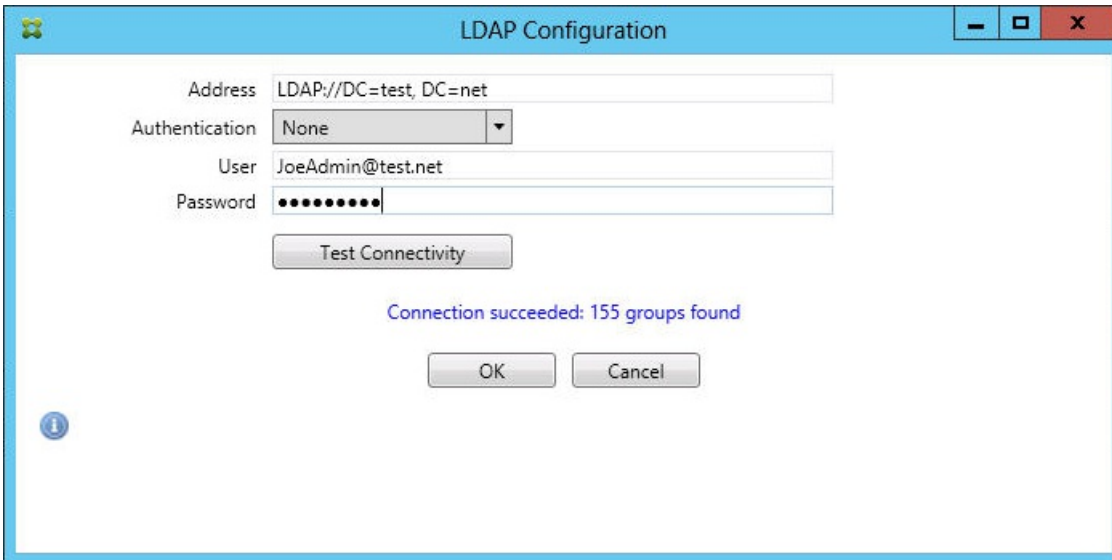 LDAP Configuration
Address LDAP://DC=test, DC=net
Authentication None
User JoeAdmin@test.net
Password •••••••••
Test Connectivity
Connection succeeded: 155 groups found
OK Cancel